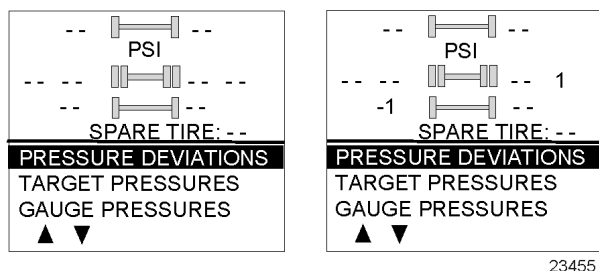 -- --
PSI
-- -- -- --
-- --
SPARE TIRE: --
PRESSURE DEVIATIONS
TARGET PRESSURES
GAUGE PRESSURES
-- --
PSI
-- -- -- 1
-1 --
SPARE TIRE: --
PRESSURE DEVIATIONS
TARGET PRESSURES
GAUGE PRESSURES
23455